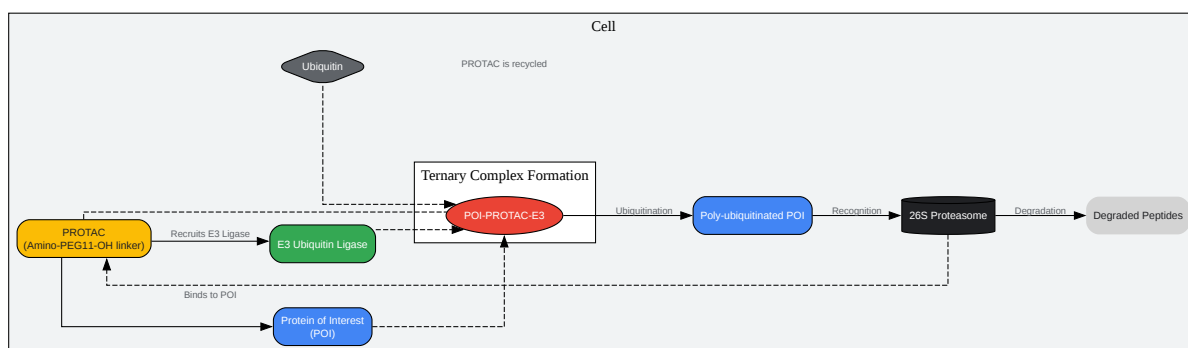 Cell
Ubiquitin
PROTAC is recycled
Ternary Complex Formation
POI-PROTAC-E3
Ubiquitination
Poly-ubiquitinated POI
Recognition
26S Proteasome
Degradation
Degraded Peptides
PROTAC
(Amino-PEG11-OH linker)
Recruits E3 Ligase
E3 Ubiquitin Ligase
Binds to POI
Protein of Interest
(POI)